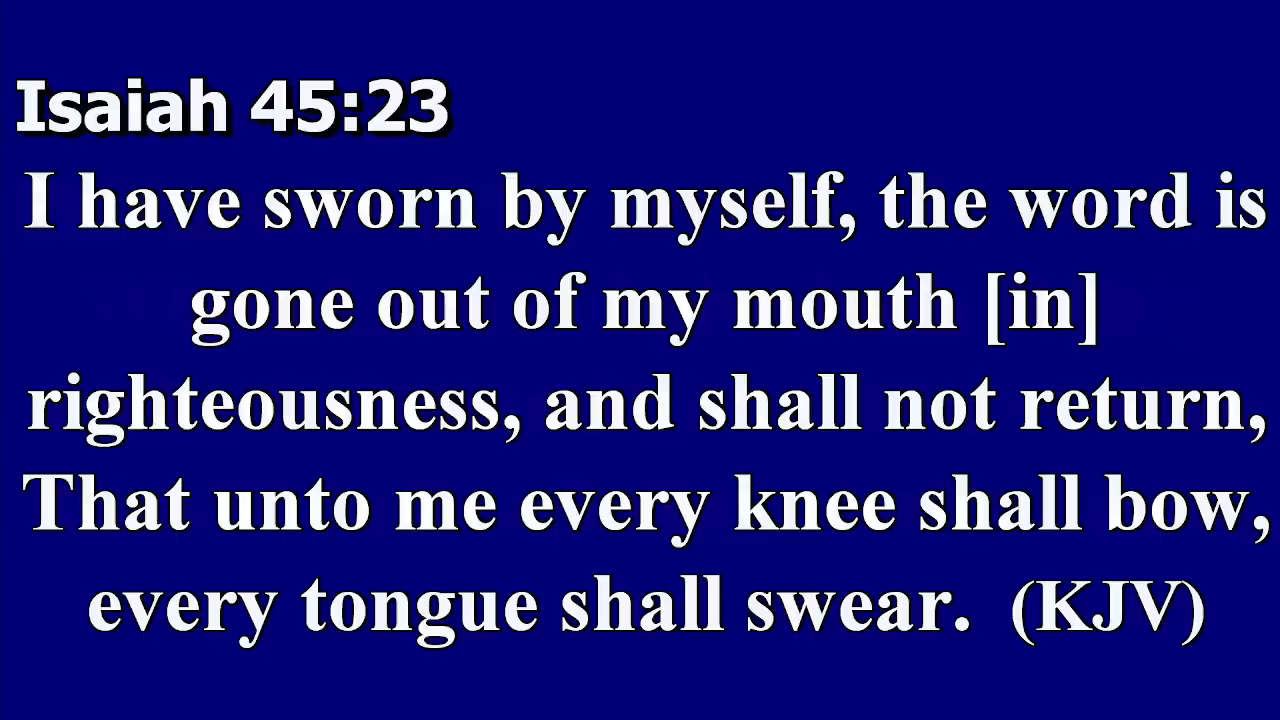 Isaiah 45:23
I have sworn by myself, the word is
gone out of my mouth [in]
righteousness, and shall not return,
That unto me every knee shall bow,
every tongue shall swear.  (KJV)